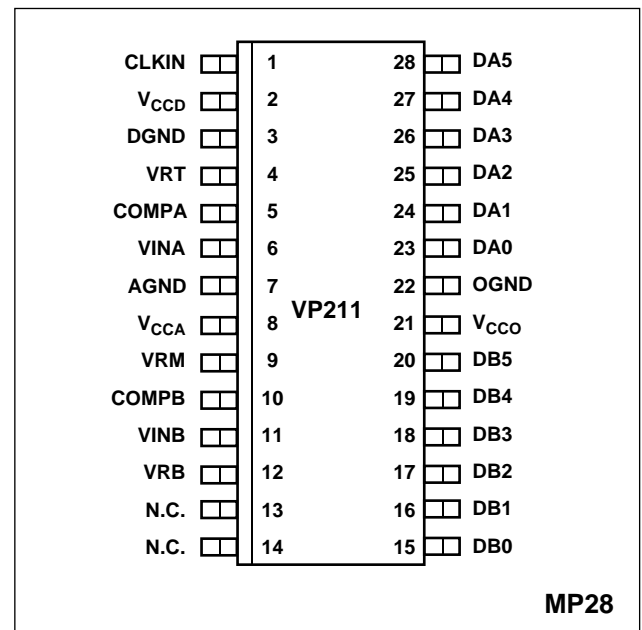 CLKIN 1 28 DA5
VCCD 2 27 DA4
DGND 3 26 DA3
VRT 4 25 DA2
COMPA 5 24 DA1
VINA 6 23 DA0
AGND 7 22 OGND
VP211
VCCA 8 21 VCCO
VRM 9 20 DB5
COMPB 10 19 DB4
VINB 11 18 DB3
VRB 12 17 DB2
N.C. 13 16 DB1
N.C. 14 15 DB0
MP28